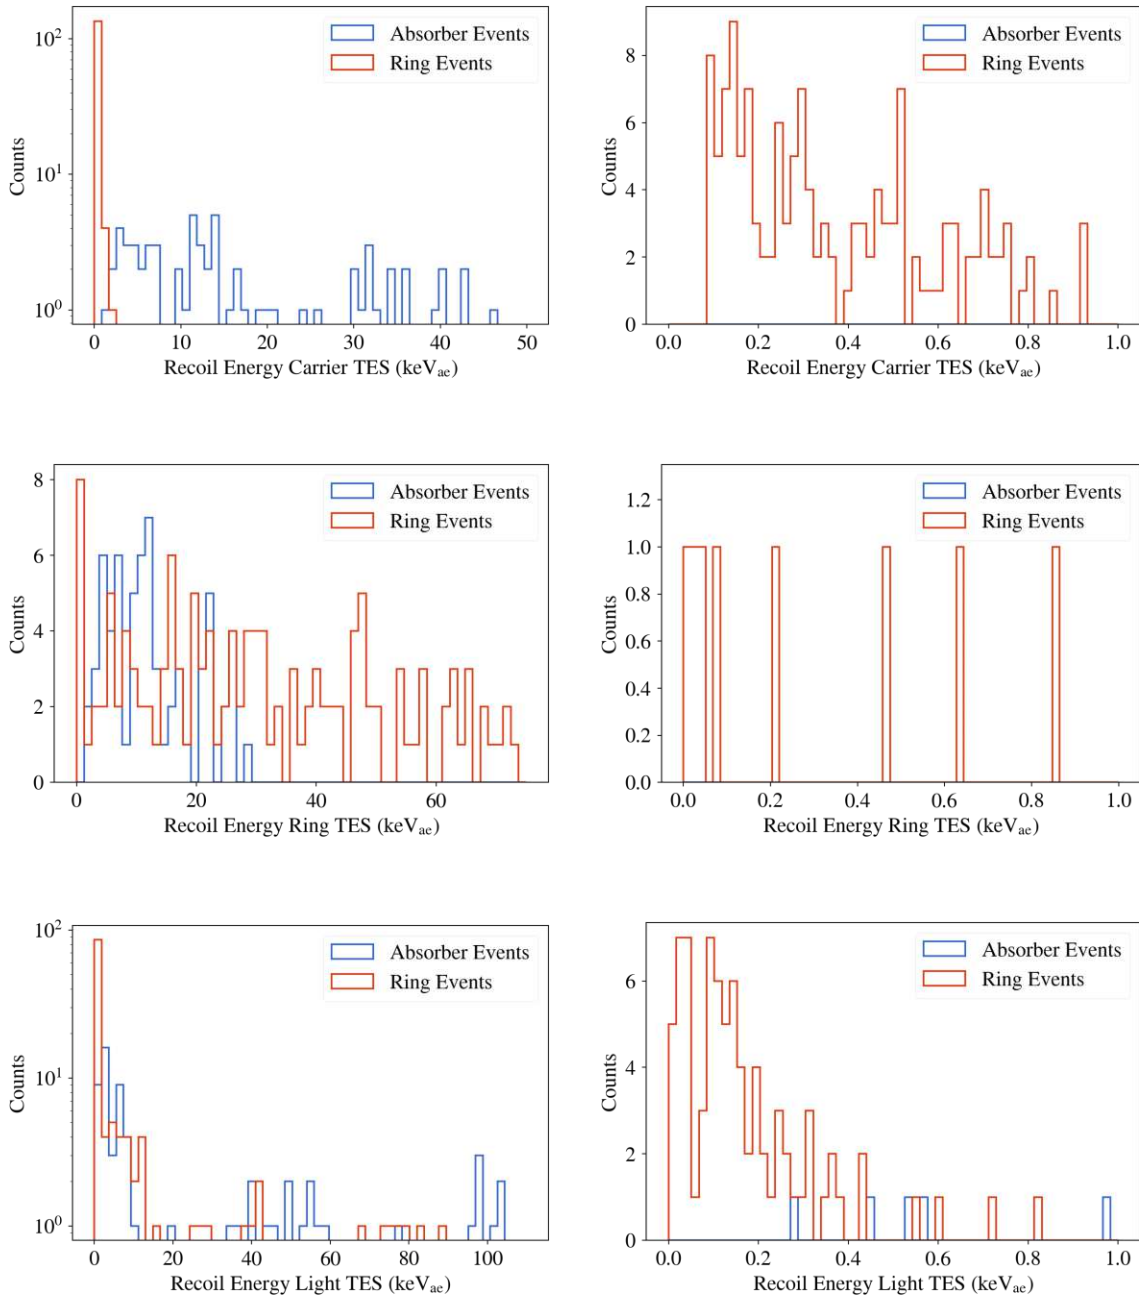 10²
10¹
10⁰
Counts
Absorber Events
Ring Events
0 10 20 30 40 50
Recoil Energy Carrier TES (keVₐₑ)
8
6
4
2
0
Counts
Absorber Events
Ring Events
0.0 0.2 0.4 0.6 0.8 1.0
Recoil Energy Carrier TES (keVₐₑ)
8
6
4
2
0
Counts
Absorber Events
Ring Events
0 20 40 60
Recoil Energy Ring TES (keVₐₑ)
1.2
1.0
0.8
0.6
0.4
0.2
0.0
Counts
Absorber Events
Ring Events
0.0 0.2 0.4 0.6 0.8 1.0
Recoil Energy Ring TES (keVₐₑ)
10²
10¹
10⁰
Counts
Absorber Events
Ring Events
0 20 40 60 80 100
Recoil Energy Light TES (keVₐₑ)
6
4
2
0
Counts
Absorber Events
Ring Events
0.0 0.2 0.4 0.6 0.8 1.0
Recoil Energy Light TES (keVₐₑ)